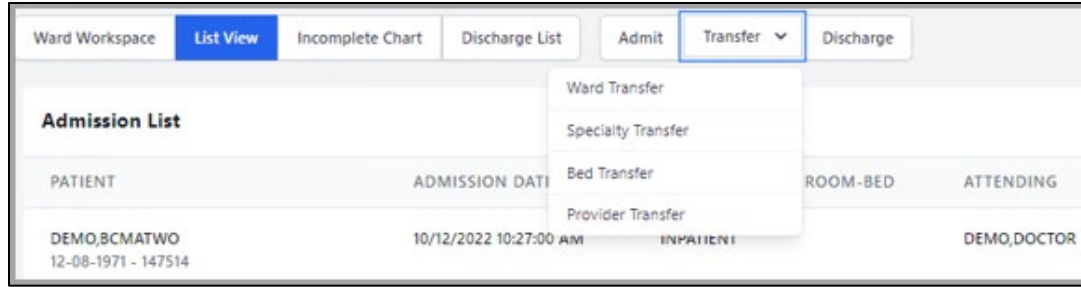 Ward Workspace List View Incomplete Chart Discharge List Admit Transfer Discharge
Ward Transfer
Admission List
Specialty Transfer
PATIENT ADMISSION DATE Bed Transfer ROOM-BED ATTENDING
Provider Transfer
DEMO,BCMATWO 10/12/2022 10:27:00 AM INPATIENT DEMO,DOCTOR
12-08-1971 - 147514